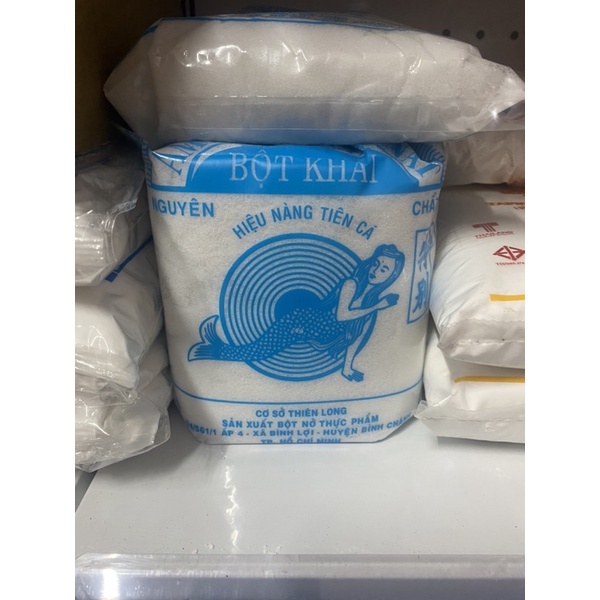 BỘT KHAI
NGUYÊN
CHẤT
HIỆU NÀNG TIÊN CÁ
CƠ SỞ THIÊN LONG
SẢN XUẤT BỘT NỞ THỰC PHẨM
ẤP 4 - XÃ BÌNH LỢI - HUYỆN BÌNH CHÁNH
TP. HỒ CHÍ MINH